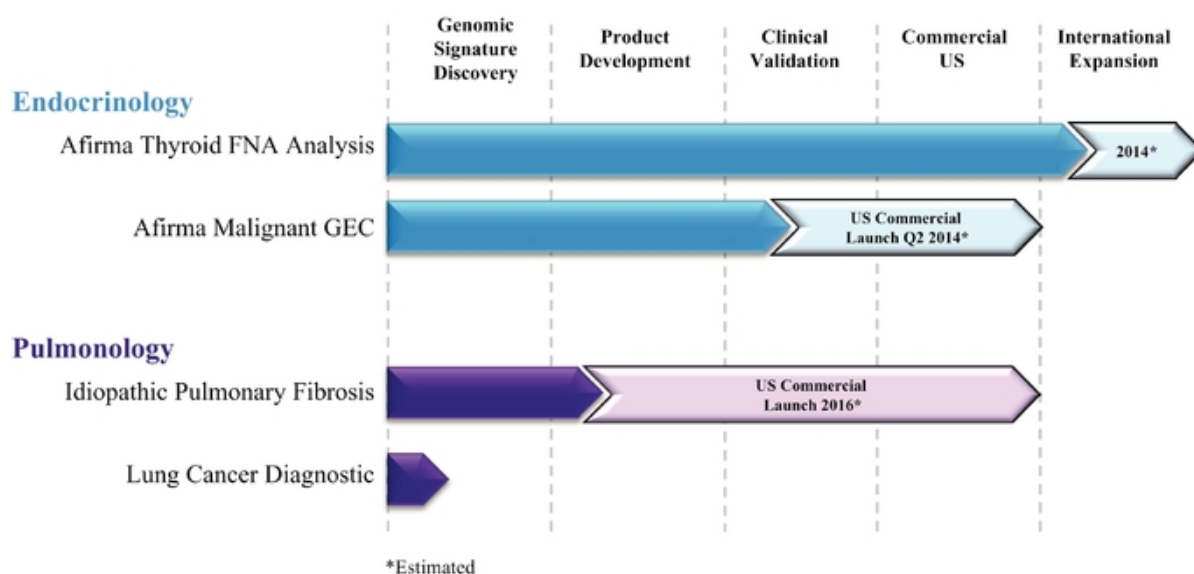 Genomic
Signature
Discovery
Product
Development
Clinical
Validation
Commercial
US
International
Expansion
Endocrinology
Afirma Thyroid FNA Analysis
2014*
Afirma Malignant GEC
US Commercial
Launch Q2 2014*
Pulmonology
Idiopathic Pulmonary Fibrosis
US Commercial
Launch 2016*
Lung Cancer Diagnostic
*Estimated